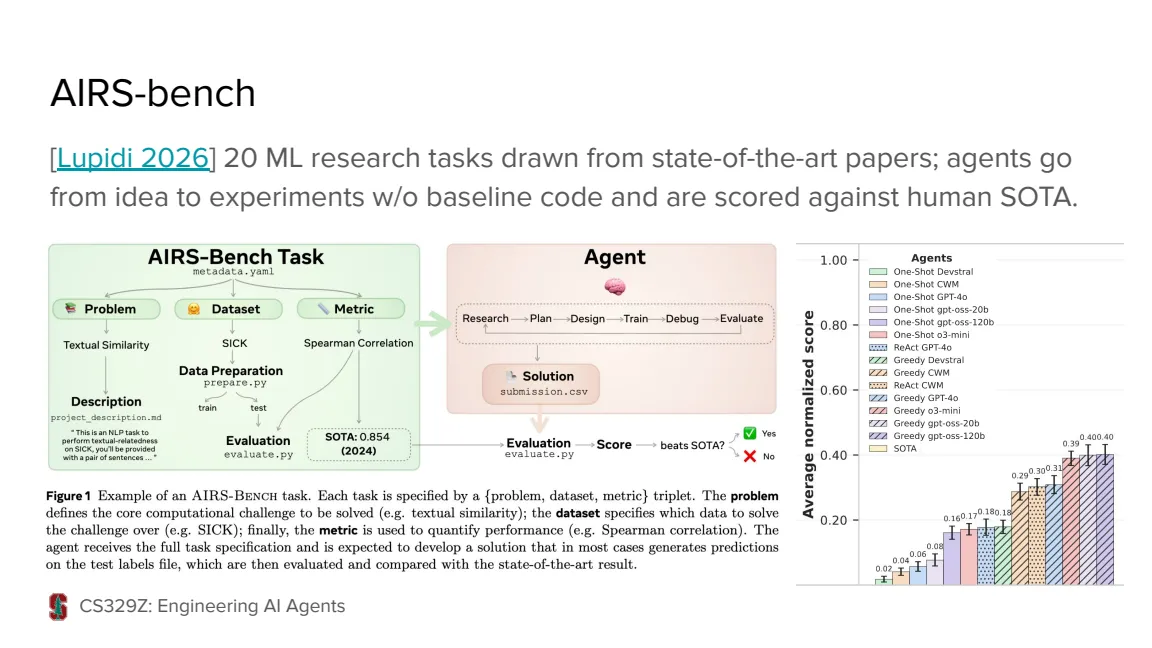 AIRS-bench
[Lupidi 2026] 20 ML research tasks drawn from state-of-the-art papers; agents go
from idea to experiments w/o baseline code and are scored against human SOTA.
AIRS-Bench Task
metadata.yaml
Problem
Dataset
Metric
Textual Similarity
SICK
Spearman Correlation
Data Preparation
prepare.py
train
test
Description
project_description.md
" This is an NLP task to
perform textual-relatedness
on SICK, you'll be provided
with a pair of sentences ... "
Evaluation
evaluate.py
SOTA: 0.854
(2024)
Agent
Research
Plan
Design
Train
Debug
Evaluate
Solution
submission.csv
Evaluation
evaluate.py
Score
beats SOTA?
Yes
No
Figure 1 Example of an AIRS-BENCH task. Each task is specified by a {problem, dataset, metric} triplet. The problem
defines the core computational challenge to be solved (e.g. textual similarity); the dataset specifies which data to solve
the challenge over (e.g. SICK); finally, the metric is used to quantify performance (e.g. Spearman correlation). The
agent receives the full task specification and is expected to develop a solution that in most cases generates predictions
on the test labels file, which are then evaluated and compared with the state-of-the-art result.
Average normalized score
1.00
0.80
0.60
0.40
0.20
Agents
One-Shot Devstral
One-Shot CWM
One-Shot GPT-4o
One-Shot gpt-oss-20b
One-Shot gpt-oss-120b
One-Shot o3-mini
ReAct GPT-4o
Greedy Devstral
Greedy CWM
ReAct CWM
Greedy GPT-4o
Greedy o3-mini
Greedy gpt-oss-20b
Greedy gpt-oss-120b
SOTA
0.02
0.04
0.06
0.08
0.16
0.17
0.18
0.18
0.29
0.30
0.31
0.39
0.40
0.40
CS329Z: Engineering AI Agents